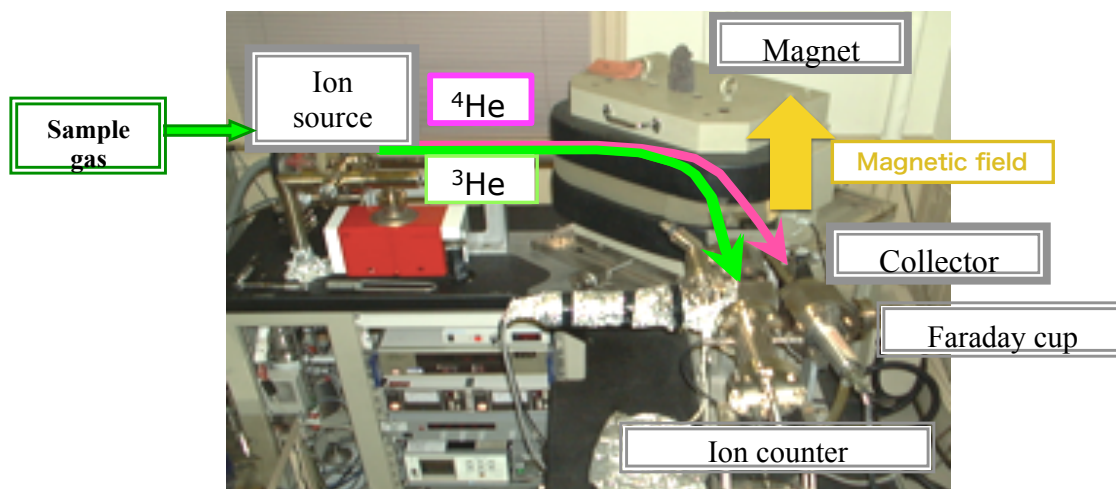 Magnet
Ion
source
⁴He
Sample
gas
Magnetic field
³He
Collector
Faraday cup
Ion counter